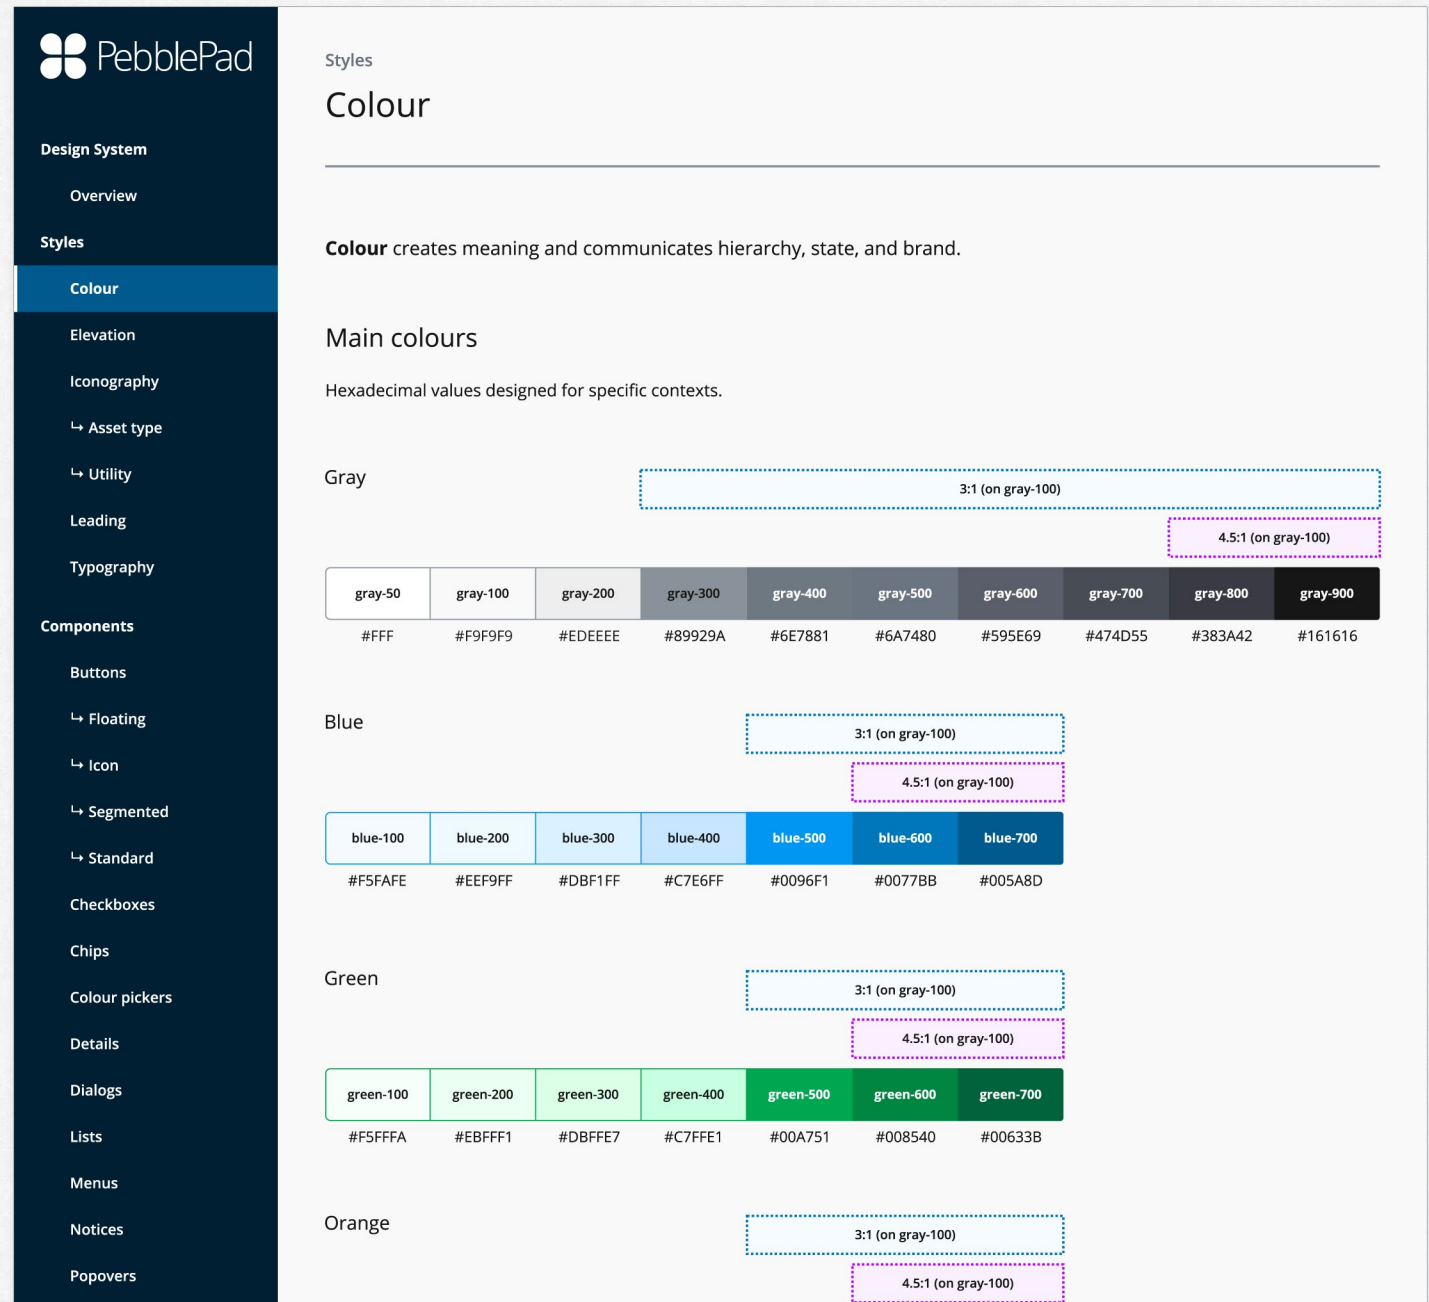 PebblePad
Design System
Overview
Styles
Colour
Elevation
Iconography
↳ Asset type
↳ Utility
Leading
Typography
Components
Buttons
↳ Floating
↳ Icon
↳ Segmented
↳ Standard
Checkboxes
Chips
Colour pickers
Details
Dialogs
Lists
Menus
Notices
Popovers
Styles
Colour
Colour creates meaning and communicates hierarchy, state, and brand.
Main colours
Hexadecimal values designed for specific contexts.
Gray
3:1 (on gray-100)
4.5:1 (on gray-100)
gray-50 gray-100 gray-200 gray-300 gray-400 gray-500 gray-600 gray-700 gray-800 gray-900
#FFF #F9F9F9 #EDEEEE #89929A #6E7881 #6A7480 #595E69 #474D55 #383A42 #161616
Blue
3:1 (on gray-100)
4.5:1 (on gray-100)
blue-100 blue-200 blue-300 blue-400 blue-500 blue-600 blue-700
#F5FAFE #EEF9FF #DBF1FF #C7E6FF #0096F1 #0077BB #005A8D
Green
3:1 (on gray-100)
4.5:1 (on gray-100)
green-100 green-200 green-300 green-400 green-500 green-600 green-700
#F5FFFA #EBFFF1 #DBFFE7 #C7FFE1 #00A751 #008540 #00633B
Orange
3:1 (on gray-100)
4.5:1 (on gray-100)